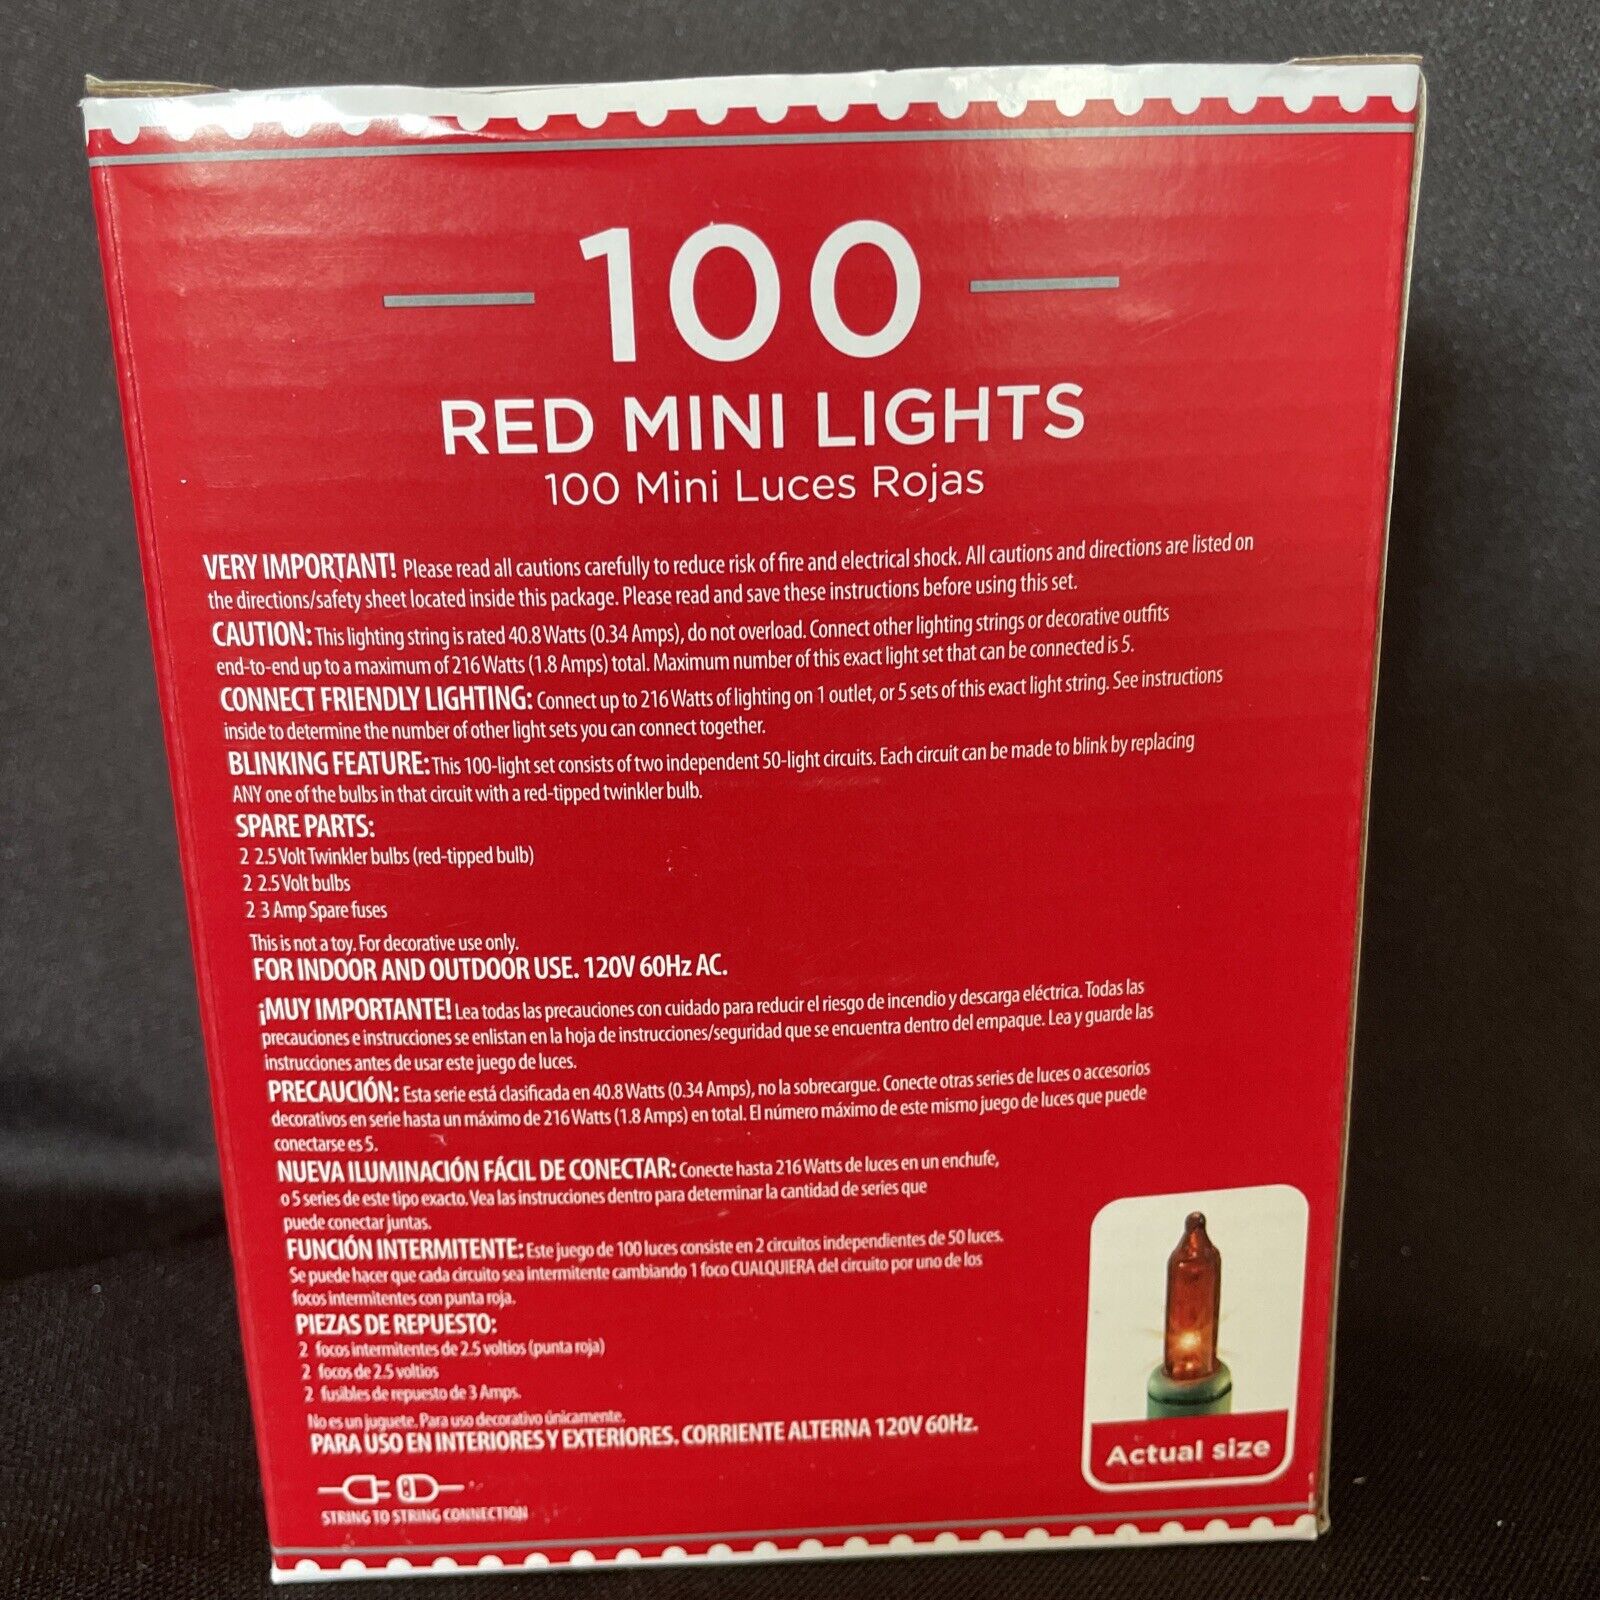 100
RED MINI LIGHTS
100 Mini Luces Rojas
VERY IMPORTANT! Please read all cautions carefully to reduce risk of fire and electrical shock. All cautions and directions are listed on
the directions/safety sheet located inside this package. Please read and save these instructions before using this set.
CAUTION: This lighting string is rated 40.8 Watts (0.34 Amps), do not overload. Connect other lighting strings or decorative outfits
end-to-end up to a maximum of 216 Watts (1.8 Amps) total. Maximum number of this exact light set that can be connected is 5.
CONNECT FRIENDLY LIGHTING: Connect up to 216 Watts of lighting on 1 outlet, or 5 sets of this exact light string. See instructions
inside to determine the number of other light sets you can connect together.
BLINKING FEATURE: This 100-light set consists of two independent 50-light circuits. Each circuit can be made to blink by replacing
ANY one of the bulbs in that circuit with a red-tipped twinkler bulb.
SPARE PARTS:
2 2.5 Volt Twinkler bulbs (red-tipped bulb)
2 2.5 Volt bulbs
2 3 Amp Spare fuses
This is not a toy. For decorative use only.
FOR INDOOR AND OUTDOOR USE. 120V 60Hz AC.
¡MUY IMPORTANTE! Lea todas las precauciones con cuidado para reducir el riesgo de incendio y descarga eléctrica. Todas las
precauciones e instrucciones se enlistan en la hoja de instrucciones/seguridad que se encuentra dentro del empaque. Lea y guarde las
instrucciones antes de usar este juego de luces.
PRECAUCIÓN: Esta serie está clasificada en 40.8 Watts (0.34 Amps), no la sobrecargue. Conecte otras series de luces o accesorios
decorativos en serie hasta un máximo de 216 Watts (1.8 Amps) en total. El número máximo de este mismo juego de luces que puede
conectarse es 5.
NUEVA ILUMINACIÓN FÁCIL DE CONECTAR: Conecte hasta 216 Watts de luces en un enchufe,
o 5 series de este tipo exacto. Vea las instrucciones dentro para determinar la cantidad de series que
puede conectar juntas.
FUNCIÓN INTERMITENTE: Este juego de 100 luces consiste en 2 circuitos independientes de 50 luces.
Se puede hacer que cada circuito sea intermitente cambiando 1 foco CUALQUIERA del circuito por uno de los
focos intermitentes con punta roja.
PIEZAS DE REPUESTO:
2 focos intermitentes de 2.5 voltios (punta roja)
2 focos de 2.5 voltios
2 fusibles de repuesto de 3 Amps.
No es un juguete. Para uso decorativo únicamente.
PARA USO EN INTERIORES Y EXTERIORES. CORRIENTE ALTERNA 120V 60Hz.
Actual size
STRING TO STRING CONNECTION